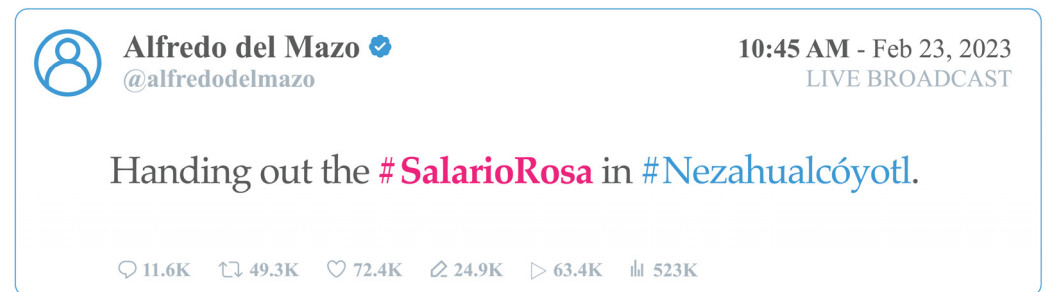 Alfredo del Mazo
10:45 AM - Feb 23, 2023
@alfredodelmazo
LIVE BROADCAST
Handing out the #SalarioRosa in #Nezahualcóyotl.
11.6K 49.3K 72.4K 24.9K 63.4K 523K